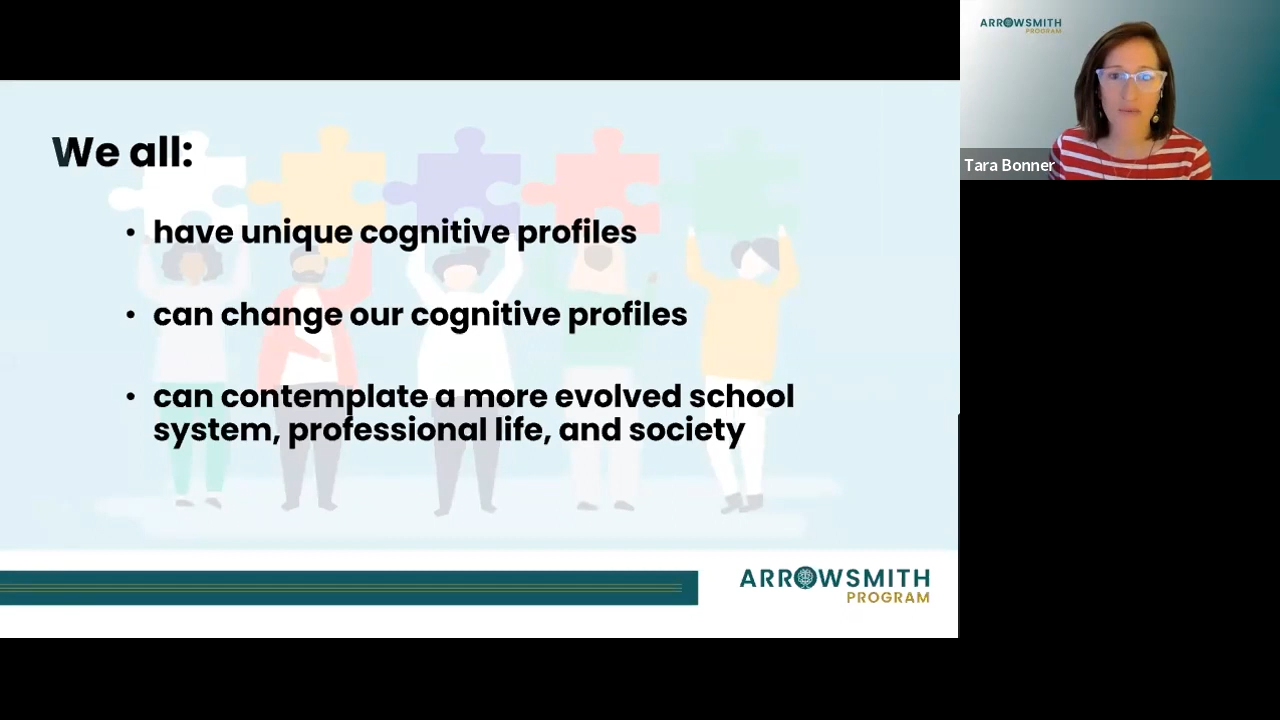 We all:
• have unique cognitive profiles
• can change our cognitive profiles
• can contemplate a more evolved school
system, professional life, and society
ARROWSMITH
PROGRAM
ARROWSMITH
PROGRAM
Tara Bonner